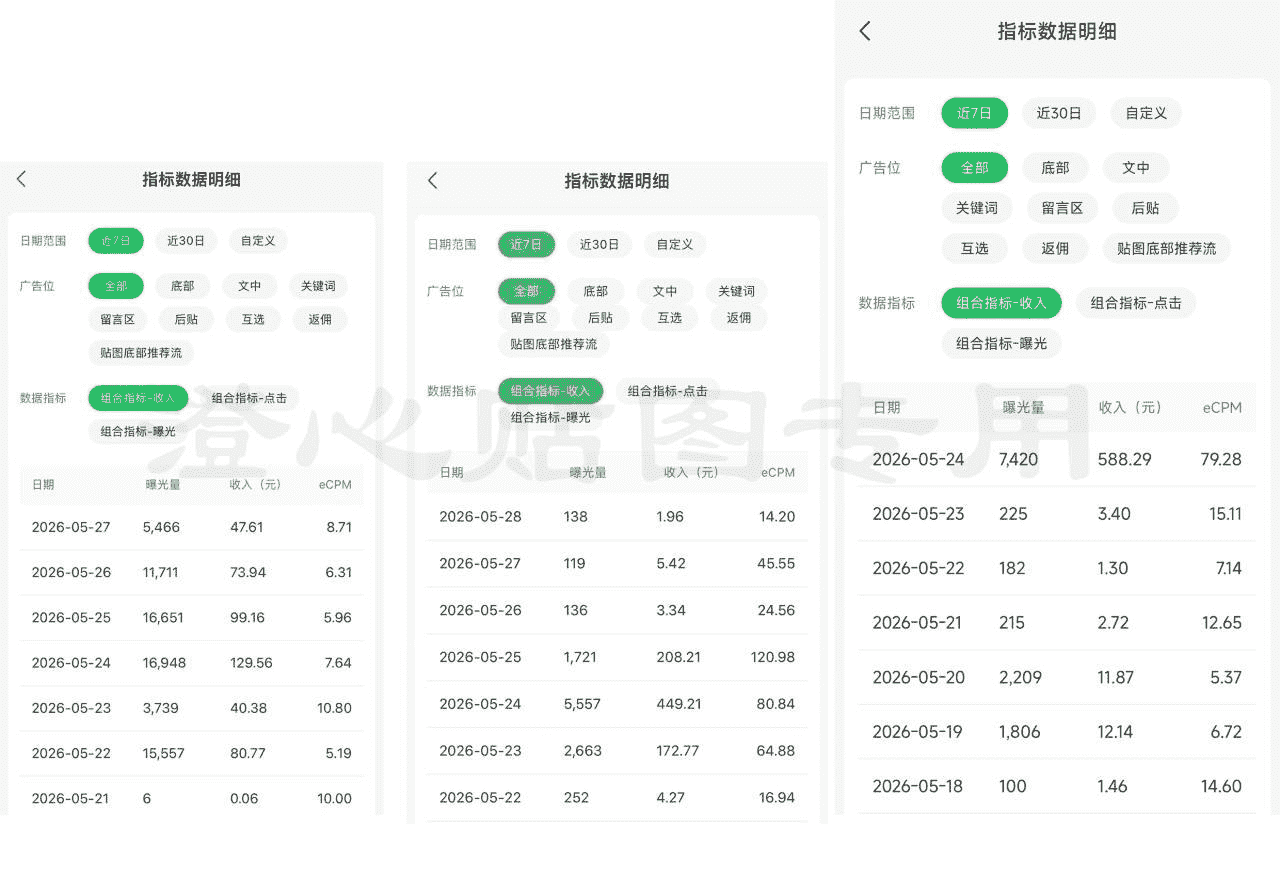 指标数据明细
日期范围 近7日 近30日 自定义
广告位 全部 底部 文中 关键词
留言区 后贴 互选 返佣
贴图底部推荐流
数据指标 组合指标-收入 组合指标-点击
组合指标-曝光
日期 曝光量 收入（元） eCPM
2026-05-27 5,466 47.61 8.71
2026-05-26 11,711 73.94 6.31
2026-05-25 16,651 99.16 5.96
2026-05-24 16,948 129.56 7.64
2026-05-23 3,739 40.38 10.80
2026-05-22 15,557 80.77 5.19
2026-05-21 6 0.06 10.00
指标数据明细
日期范围 近7日 近30日 自定义
广告位 全部 底部 文中 关键词
留言区 后贴 互选 返佣
贴图底部推荐流
数据指标 组合指标-收入 组合指标-点击
组合指标-曝光
日期 曝光量 收入（元） eCPM
2026-05-28 138 1.96 14.20
2026-05-27 119 5.42 45.55
2026-05-26 136 3.34 24.56
2026-05-25 1,721 208.21 120.98
2026-05-24 5,557 449.21 80.84
2026-05-23 2,663 172.77 64.88
2026-05-22 252 4.27 16.94
指标数据明细
日期范围 近7日 近30日 自定义
广告位 全部 底部 文中
关键词 留言区 后贴
互选 返佣 贴图底部推荐流
数据指标 组合指标-收入 组合指标-点击
组合指标-曝光
日期 曝光量 收入（元） eCPM
2026-05-24 7,420 588.29 79.28
2026-05-23 225 3.40 15.11
2026-05-22 182 1.30 7.14
2026-05-21 215 2.72 12.65
2026-05-20 2,209 11.87 5.37
2026-05-19 1,806 12.14 6.72
2026-05-18 100 1.46 14.60
澄心贴图专用